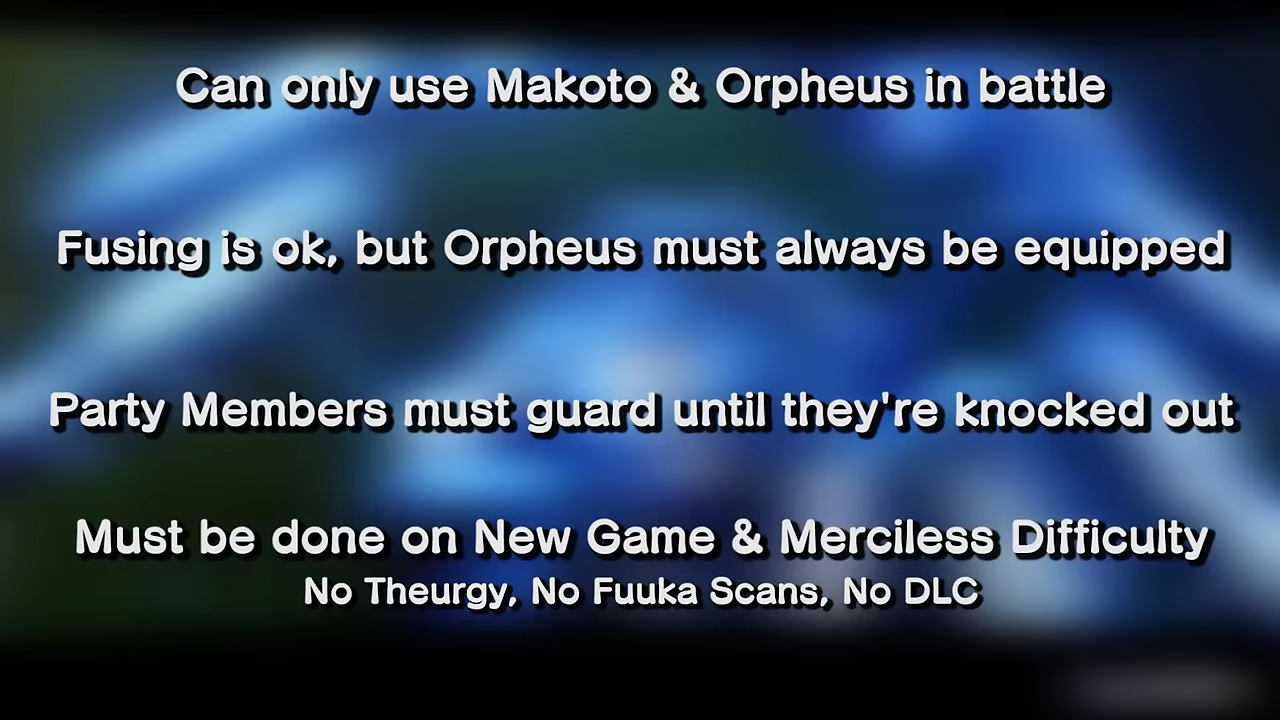 Can only use Makoto & Orpheus in battle
Fusing is ok, but Orpheus must always be equipped
Party Members must guard until they're knocked out
Must be done on New Game & Merciless Difficulty
No Theurgy, No Fuuka Scans, No DLC